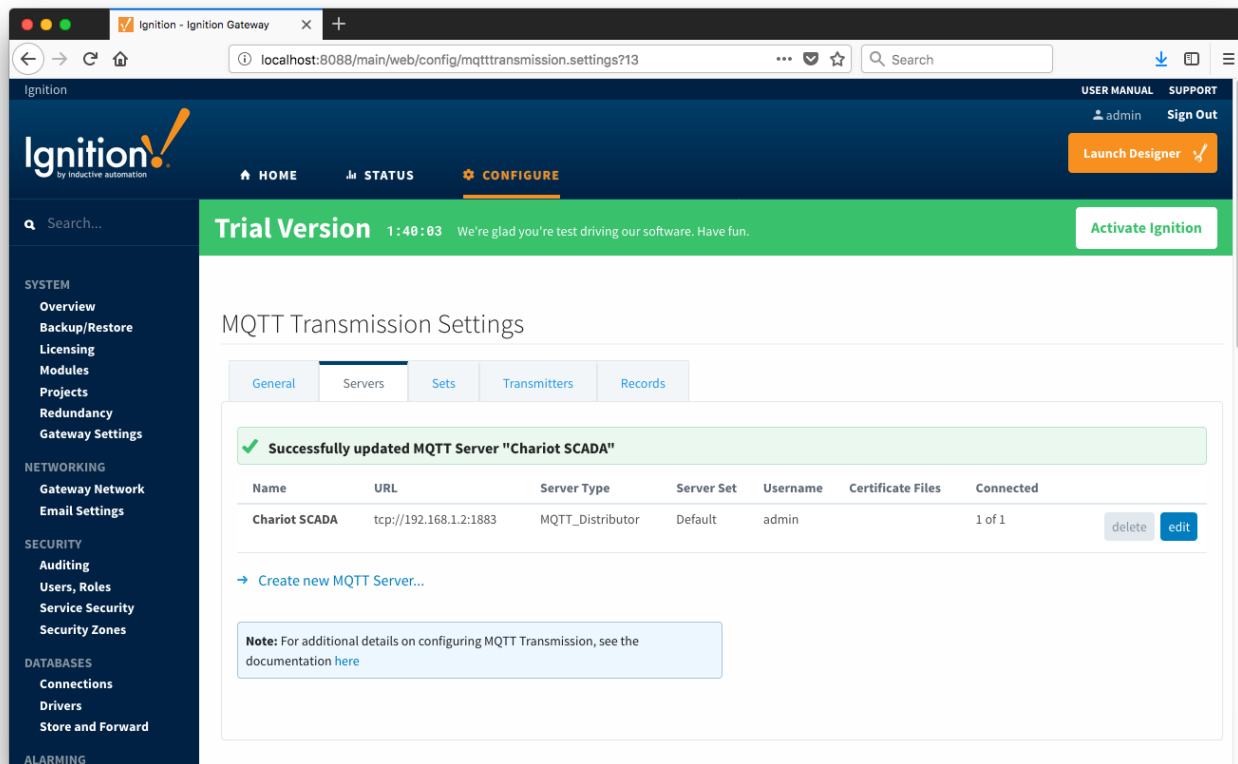 Ignition - Ignition Gateway
localhost:8088/main/web/config/mqtttransmission.settings?13
Search
Ignition
USER MANUAL SUPPORT
admin Sign Out
Ignition!
by inductive automation
Launch Designer
HOME STATUS CONFIGURE
Search...
Trial Version 1:40:03 We're glad you're test driving our software. Have fun.
Activate Ignition
SYSTEM
Overview
Backup/Restore
Licensing
Modules
Projects
Redundancy
Gateway Settings
NETWORKING
Gateway Network
Email Settings
SECURITY
Auditing
Users, Roles
Service Security
Security Zones
DATABASES
Connections
Drivers
Store and Forward
ALARMING
MQTT Transmission Settings
General Servers Sets Transmitters Records
Successfully updated MQTT Server "Chariot SCADA"
Name URL Server Type Server Set Username Certificate Files Connected
Chariot SCADA tcp://192.168.1.2:1883 MQTT_Distributor Default admin 1 of 1 delete edit
Create new MQTT Server...
Note: For additional details on configuring MQTT Transmission, see the
documentation here